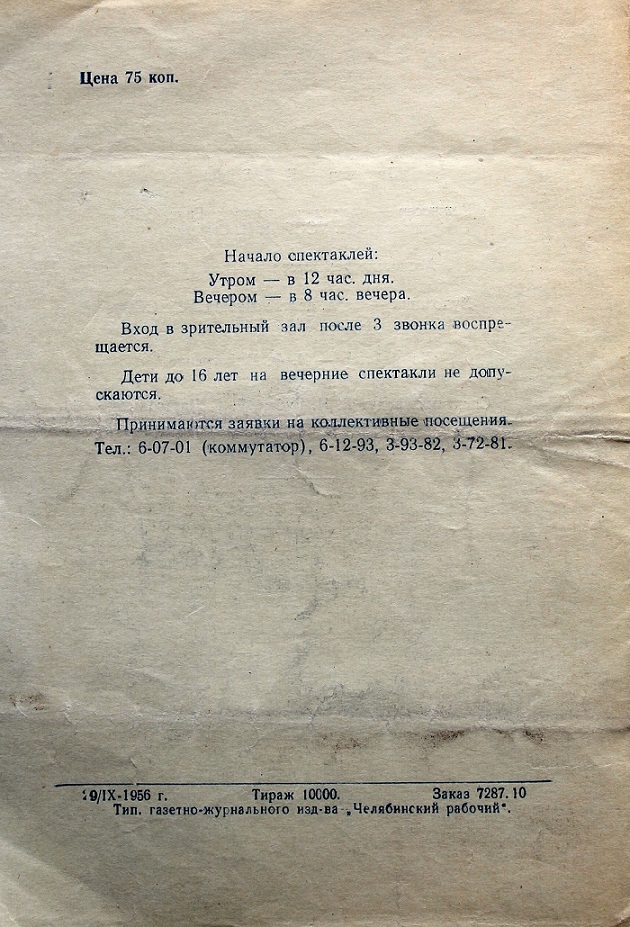 Цена 75 коп.
Начало спектаклей:
Утром — в 12 час. дня.
Вечером — в 8 час. вечера.
Вход в зрительный зал после 3 звонка воспре-
щается.
Дети до 16 лет на вечерние спектакли не допу-
скаются.
Принимаются заявки на коллективные посещения.
Тел.: 6-07-01 (коммутатор), 6-12-93, 3-93-82, 3-72-81.
9/IX-1956 г. Тираж 10000. Заказ 7287.10
Тип. газетно-журнального изд-ва „Челябинский рабочий".